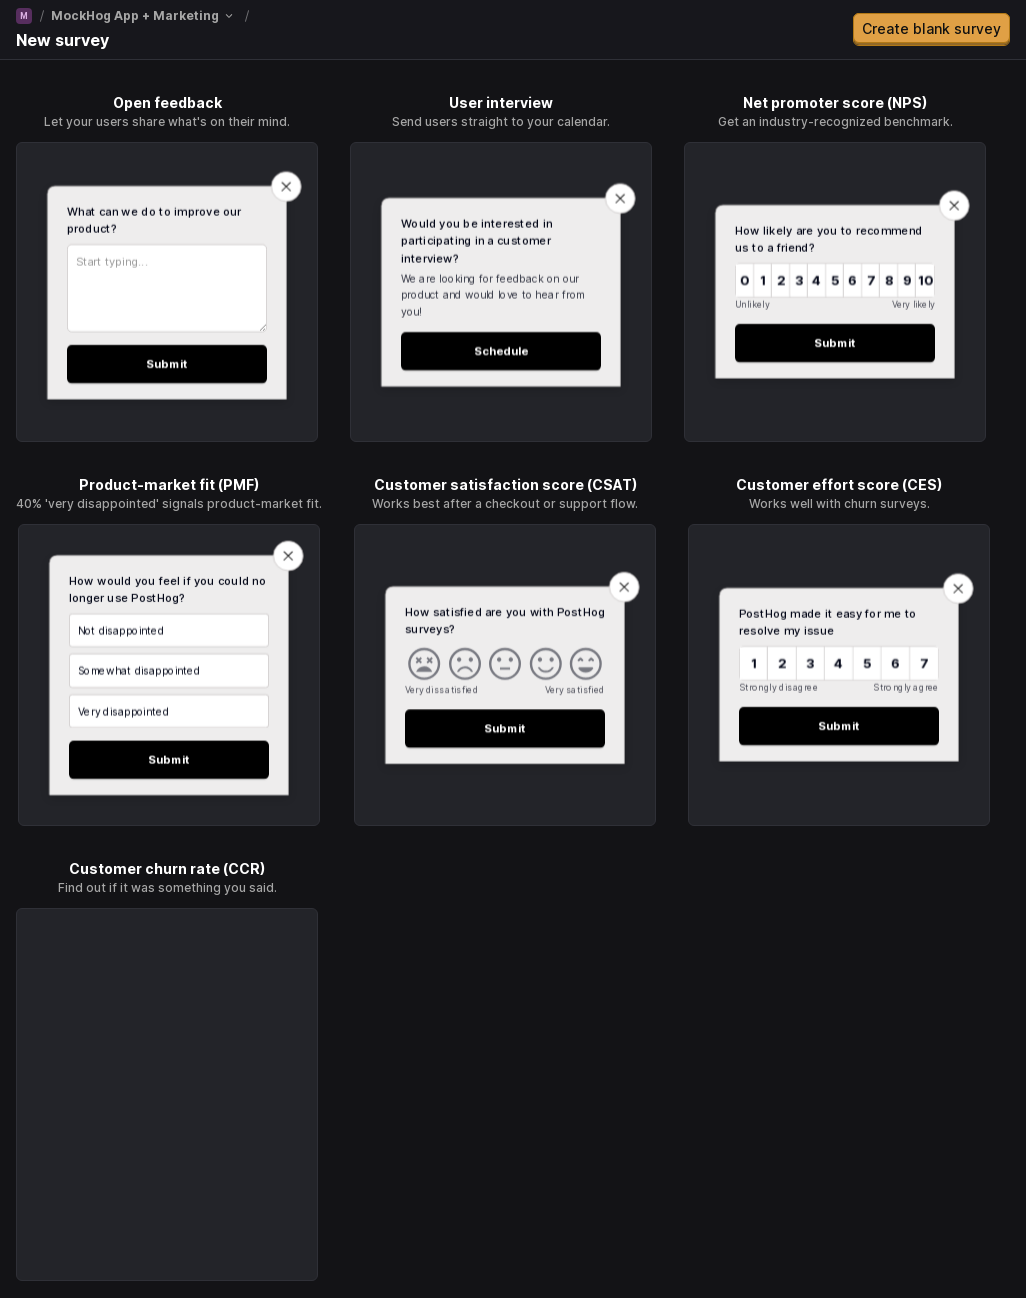 M / MockHog App + Marketing /
New survey
Create blank survey
Open feedback
Let your users share what's on their mind.
What can we do to improve our
product?
Start typing...
Submit
User interview
Send users straight to your calendar.
Would you be interested in
participating in a customer
interview?
We are looking for feedback on our
product and would love to hear from
you!
Schedule
Net promoter score (NPS)
Get an industry-recognized benchmark.
How likely are you to recommend
us to a friend?
0 1 2 3 4 5 6 7 8 9 10
Unlikely Very likely
Submit
Product-market fit (PMF)
40% 'very disappointed' signals product-market fit.
How would you feel if you could no
longer use PostHog?
Not disappointed
Somewhat disappointed
Very disappointed
Submit
Customer satisfaction score (CSAT)
Works best after a checkout or support flow.
How satisfied are you with PostHog
surveys?
Very dissatisfied Very satisfied
Submit
Customer effort score (CES)
Works well with churn surveys.
PostHog made it easy for me to
resolve my issue
1 2 3 4 5 6 7
Strongly disagree Strongly agree
Submit
Customer churn rate (CCR)
Find out if it was something you said.